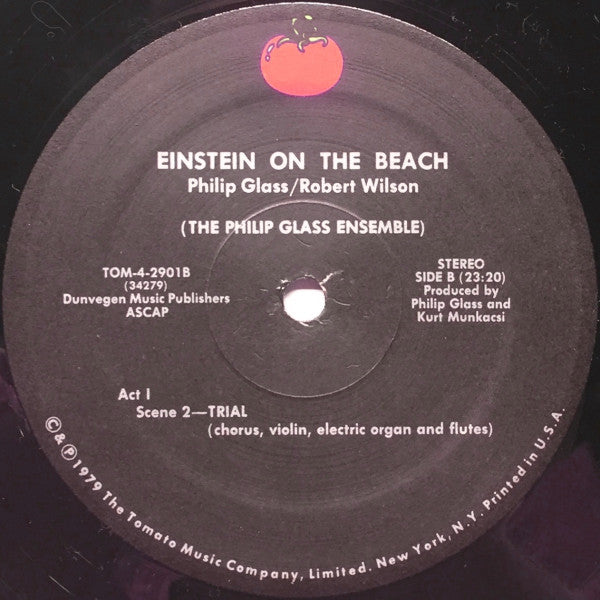 EINSTEIN ON THE BEACH
Philip Glass/Robert Wilson
(THE PHILIP GLASS ENSEMBLE)
TOM-4-2901B
(34279)
Dunvegen Music Publishers
ASCAP
STEREO
SIDE B (23:20)
Produced by
Philip Glass and
Kurt Munkacsi
Act I
Scene 2—TRIAL
(chorus, violin, electric organ and flutes)
©&Ⓟ1979 The Tomato Music Company, Limited. New York, N.Y. Printed in U.S.A.